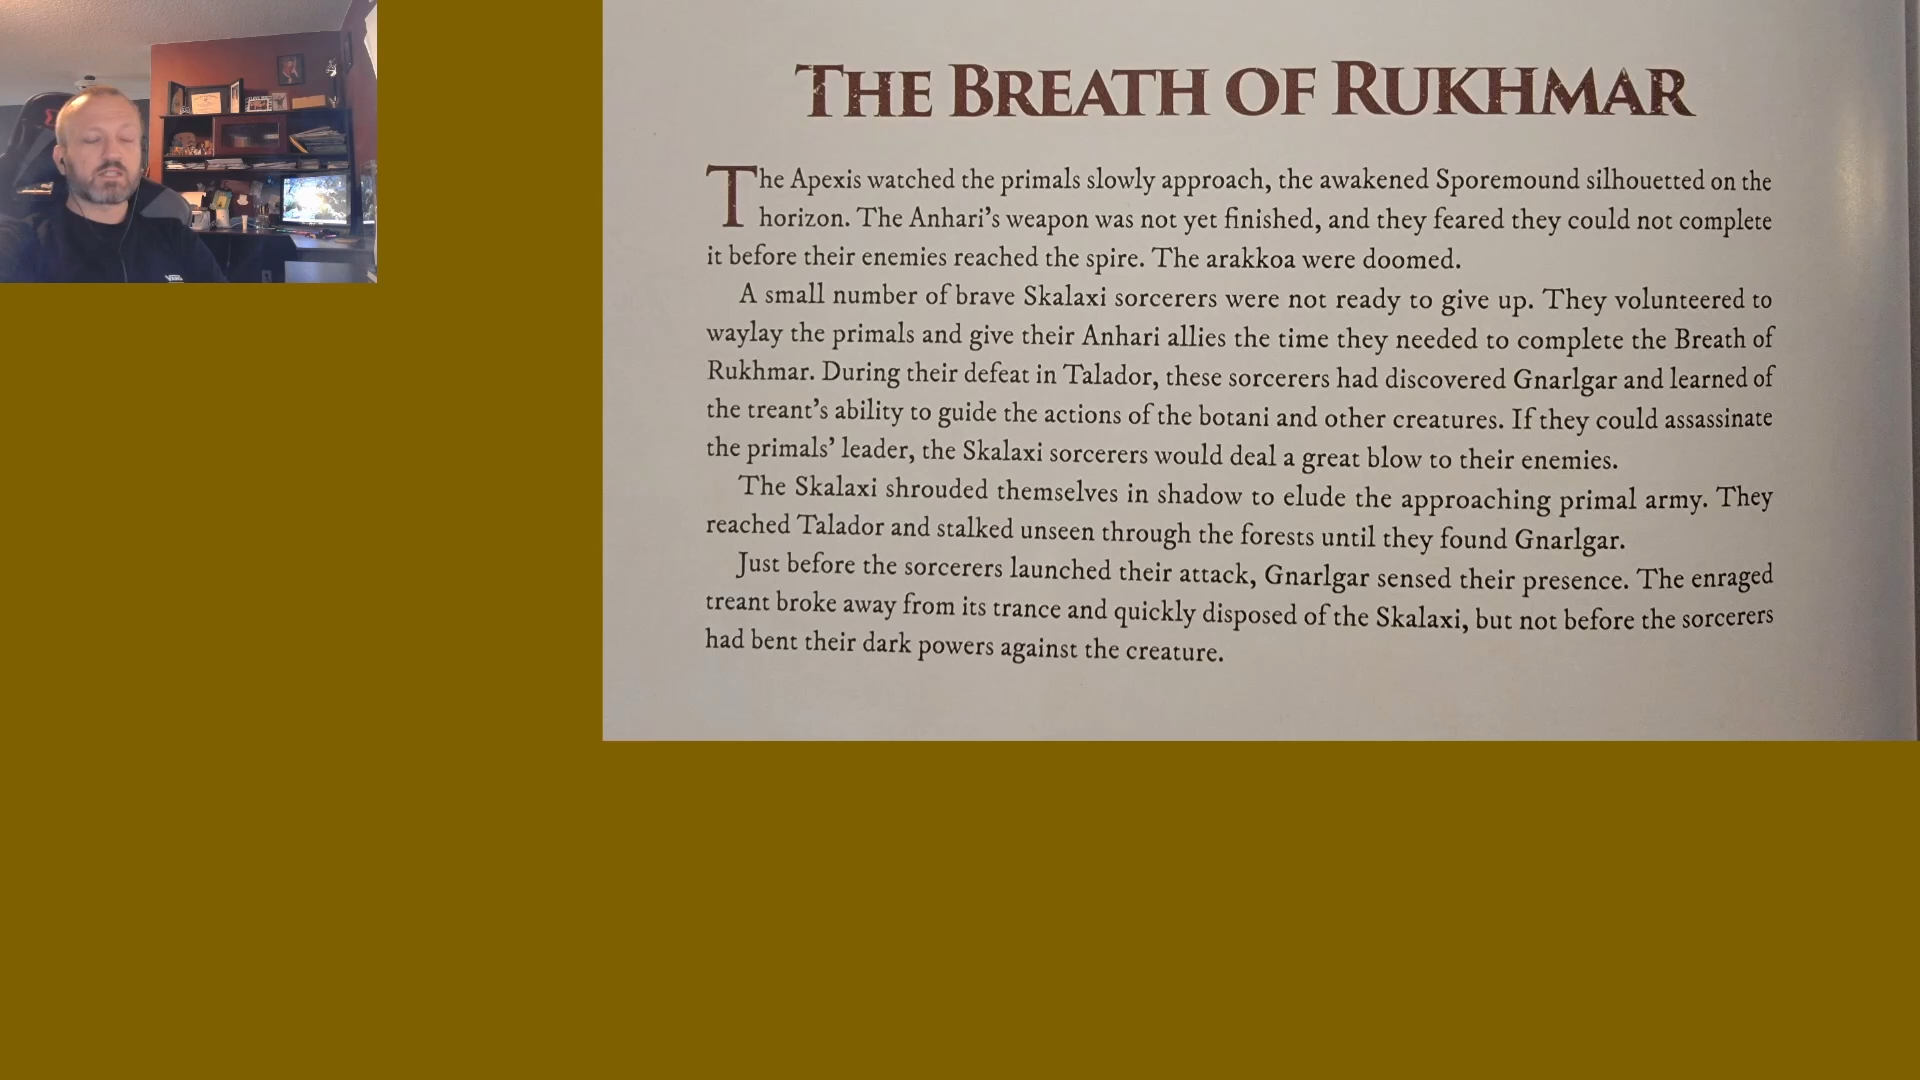 THE BREATH OF RUKHMAR
The Apexis watched the primals slowly approach, the awakened Sporemound silhouetted on the
horizon. The Anhari's weapon was not yet finished, and they feared they could not complete
it before their enemies reached the spire. The arakkoa were doomed.
A small number of brave Skalaxi sorcerers were not ready to give up. They volunteered to
waylay the primals and give their Anhari allies the time they needed to complete the Breath of
Rukhmar. During their defeat in Talador, these sorcerers had discovered Gnarlgar and learned of
the treant's ability to guide the actions of the botani and other creatures. If they could assassinate
the primals' leader, the Skalaxi sorcerers would deal a great blow to their enemies.
The Skalaxi shrouded themselves in shadow to elude the approaching primal army. They
reached Talador and stalked unseen through the forests until they found Gnarlgar.
Just before the sorcerers launched their attack, Gnarlgar sensed their presence. The enraged
treant broke away from its trance and quickly disposed of the Skalaxi, but not before the sorcerers
had bent their dark powers against the creature.